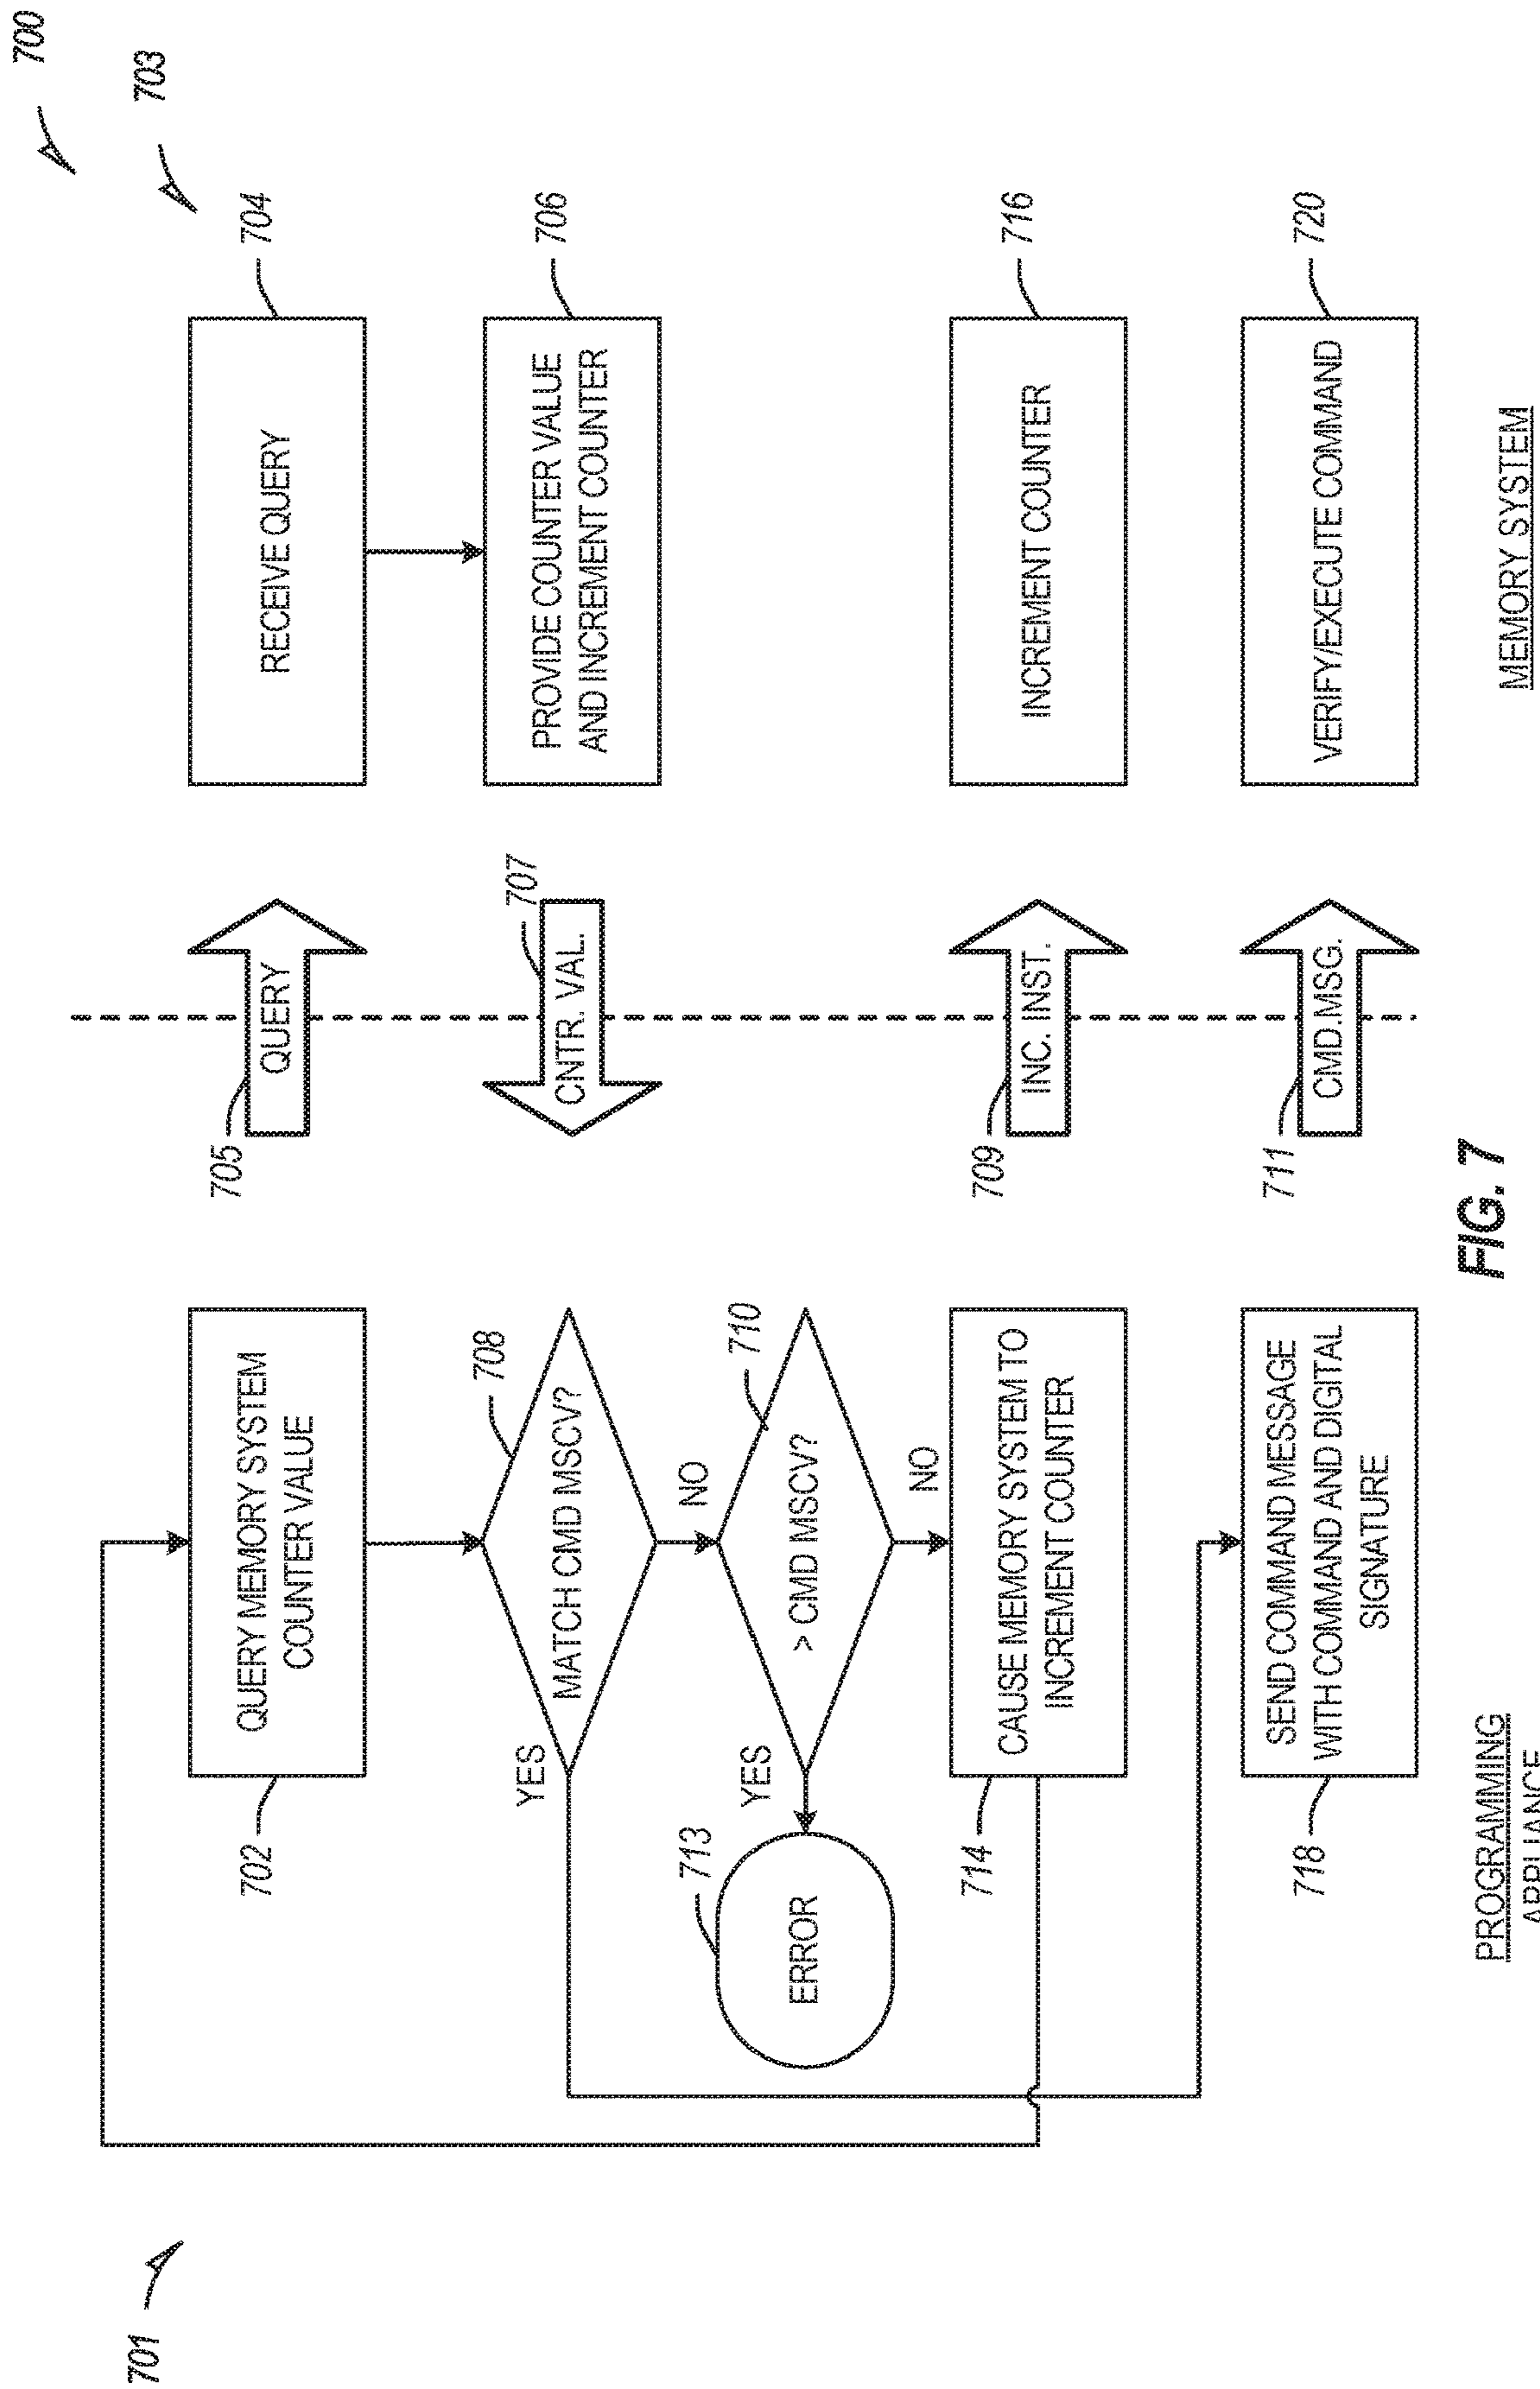 700
701
703
702
QUERY MEMORY SYSTEM
COUNTER VALUE
705
QUERY
RECEIVE QUERY
704
708
MATCH CMD MSCV?
YES
NO
707
CNTR. VAL.
PROVIDE COUNTER VALUE
AND INCREMENT COUNTER
706
710
> CMD MSCV?
YES
NO
713
ERROR
714
CAUSE MEMORY SYSTEM TO
INCREMENT COUNTER
709
INC. INST.
INCREMENT COUNTER
716
718
SEND COMMAND MESSAGE
WITH COMMAND AND DIGITAL
SIGNATURE
711
CMD.MSG.
VERIFY/EXECUTE COMMAND
720
PROGRAMMING
APPLIANCE
MEMORY SYSTEM
FIG. 7